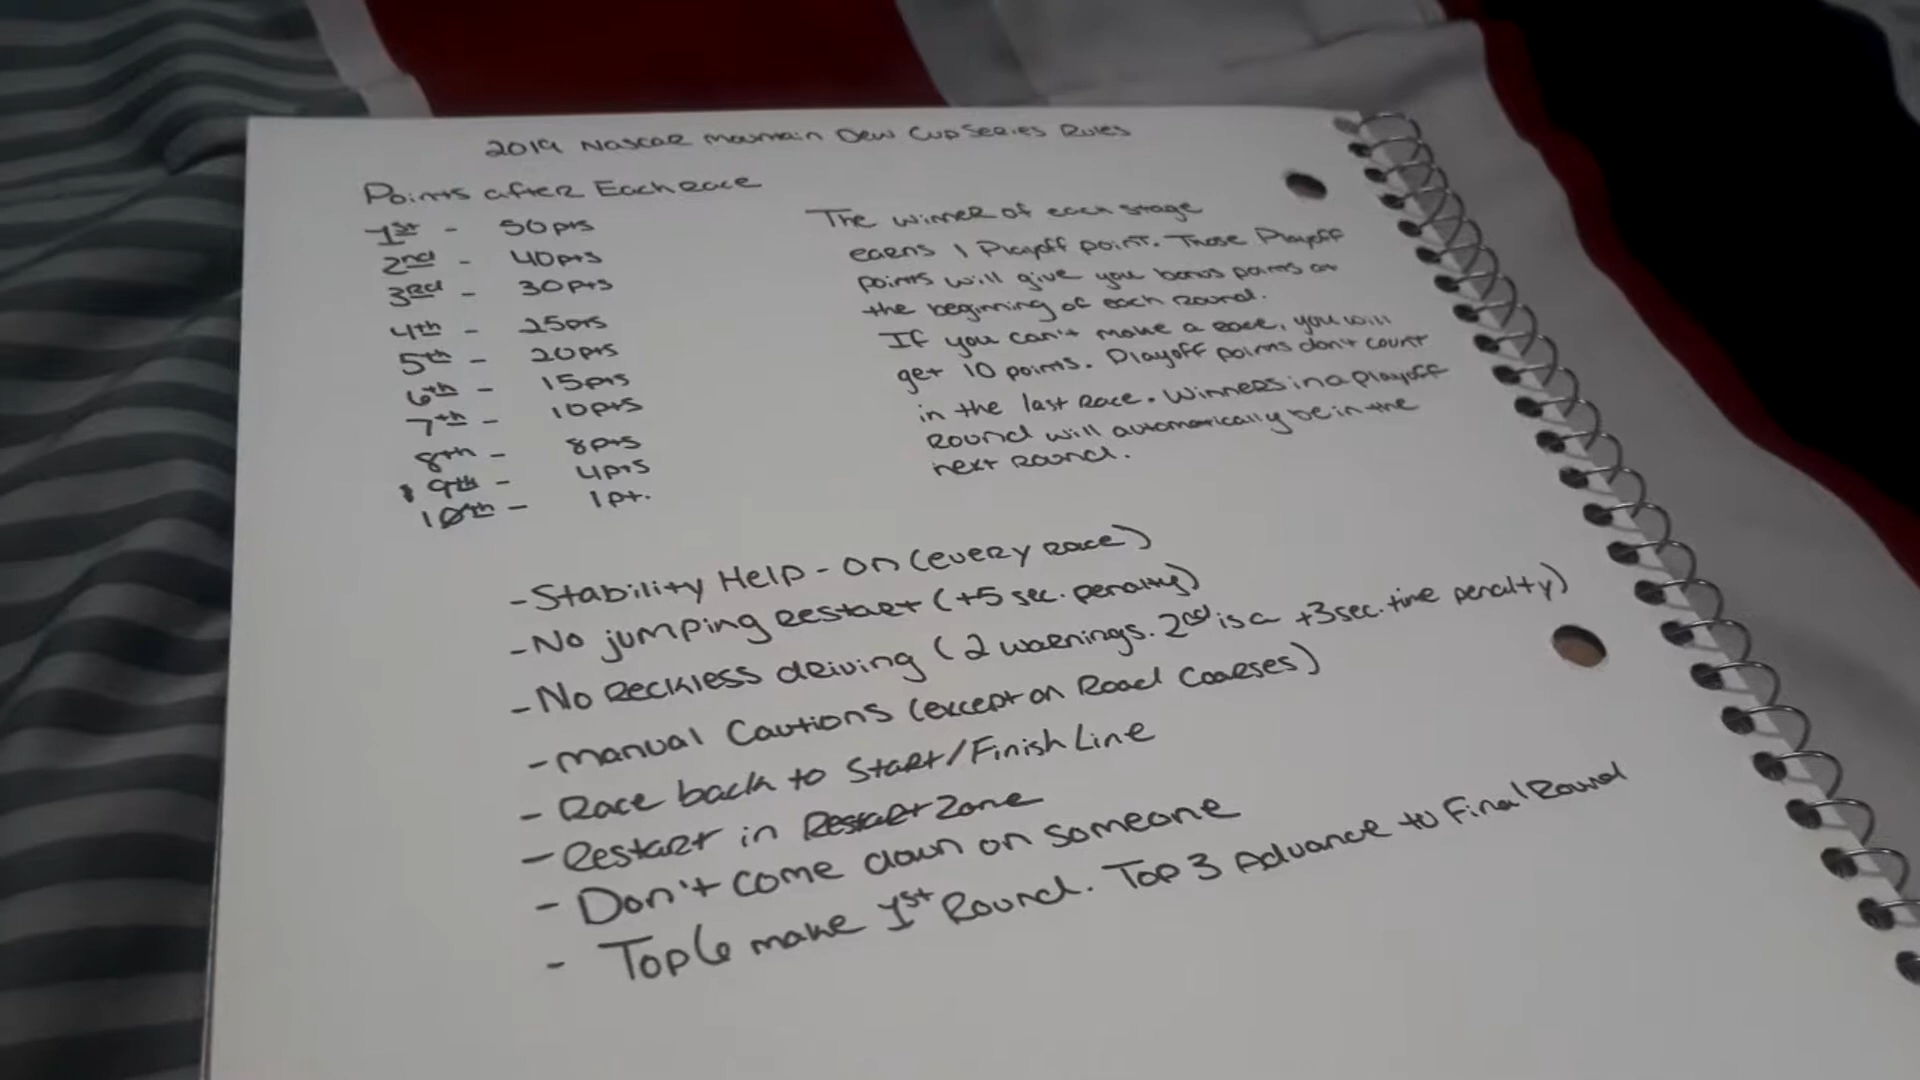 2019 Nascar Mountain Dew Cup Series Rules
Points after Each race
1st - 50pts
2nd - 40pts
3rd - 30pts
4th - 25pts
5th - 20pts
6th - 15pts
7th - 10pts
8th - 8pts
9th - 4pts
10th - 1pt.
The winner of each stage
earns 1 Playoff point. Those Playoff
points will give you bonus points at
the beginning of each round.
If you can't make a race, you will
get 10 points. Playoff points don't count
in the last race. Winners in a playoff
round will automatically be in the
next round.
- Stability Help - on (every race)
- No jumping restart (+5 sec. penalty)
- No Reckless driving (2 warnings. 2nd is a +3 sec. time penalty)
- manual Cautions (except on Road Coarses)
- Race back to Start/Finish Line
- Restart in Restart Zone
- Don't come down on someone
- Top 6 make 1st Round. Top 3 Advance to Final Round